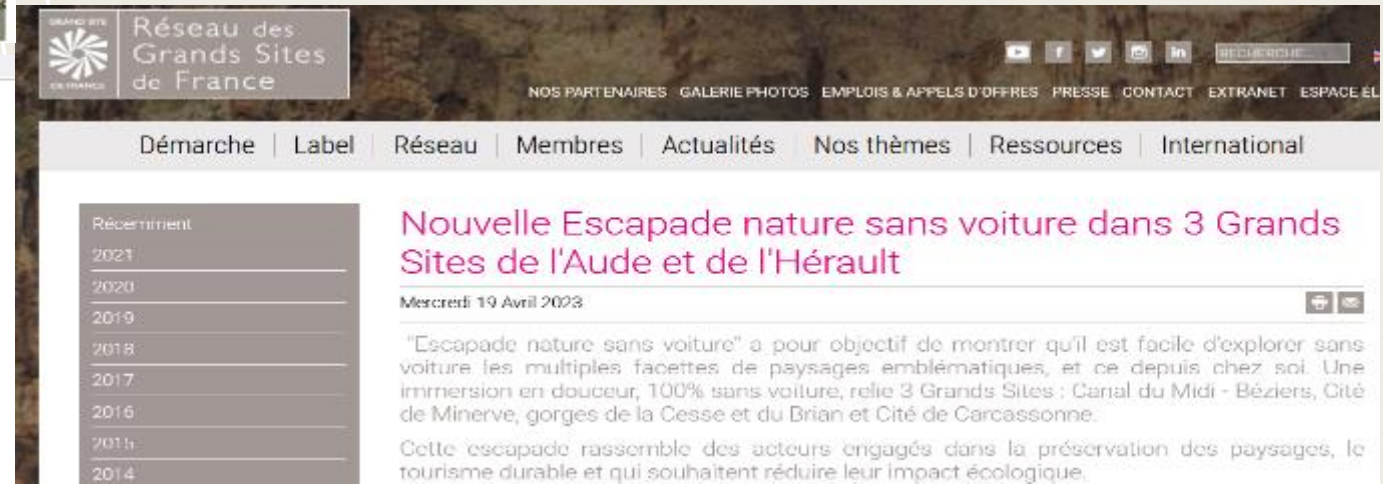 GRAND SITE
DE FRANCE
Réseau des
Grands Sites
de France
RECHERCHE...
NOS PARTENAIRES GALERIE PHOTOS EMPLOIS & APPELS D'OFFRES PRESSE CONTACT EXTRANET ESPACE
Démarche | Label | Réseau | Membres | Actualités | Nos thèmes | Ressources | International
Récemment
2021
2020
2019
2018
2017
2016
2015
2014
Nouvelle Escapade nature sans voiture dans 3 Grands
Sites de l'Aude et de l'Hérault
Mercredi 19 Avril 2023
"Escapade nature sans voiture" a pour objectif de montrer qu'il est facile d'explorer sans
voiture les multiples facettes de paysages emblématiques, et ce depuis chez soi. Une
immersion en douceur, 100% sans voiture, relie 3 Grands Sites : Canal du Midi - Béziers, Cité
de Minerve, gorges de la Cesse et du Brian et Cité de Carcassonne.
Cette escapade rassemble des acteurs engagés dans la préservation des paysages, le
tourisme durable et qui souhaitent réduire leur impact écologique.